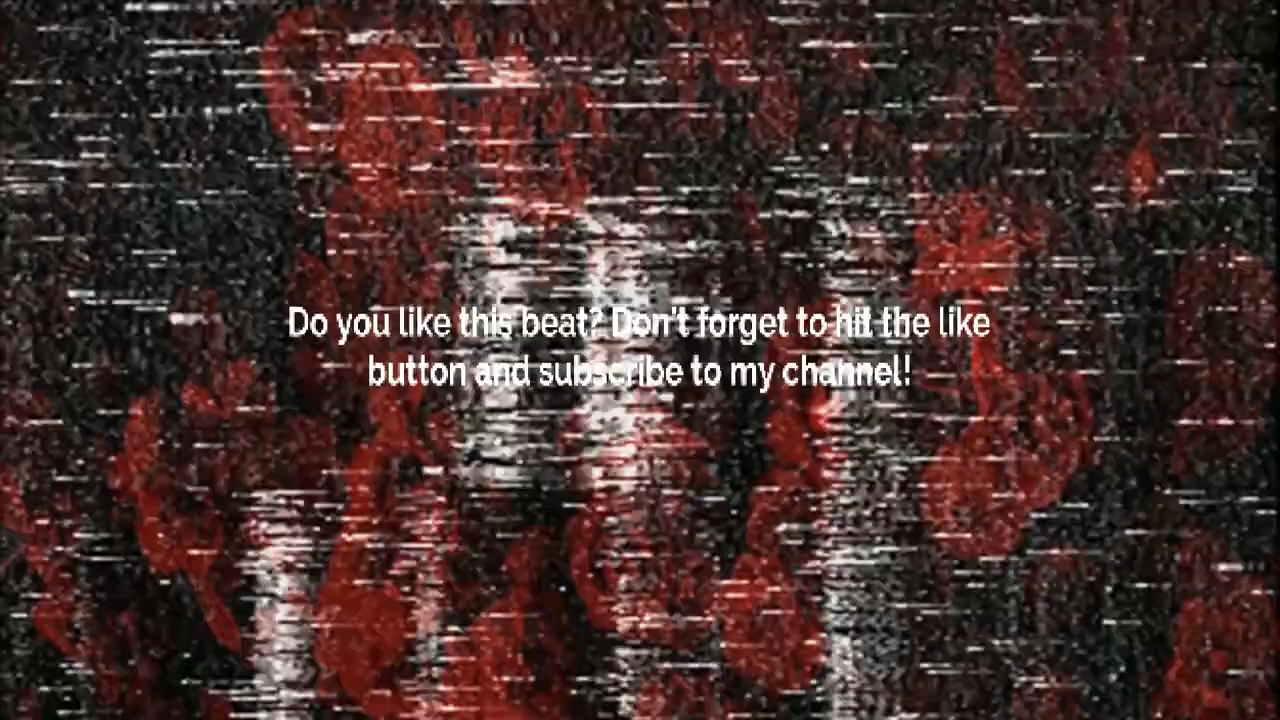 Do you like this beat? Don't forget to hit the like
button and subscribe to my channel!